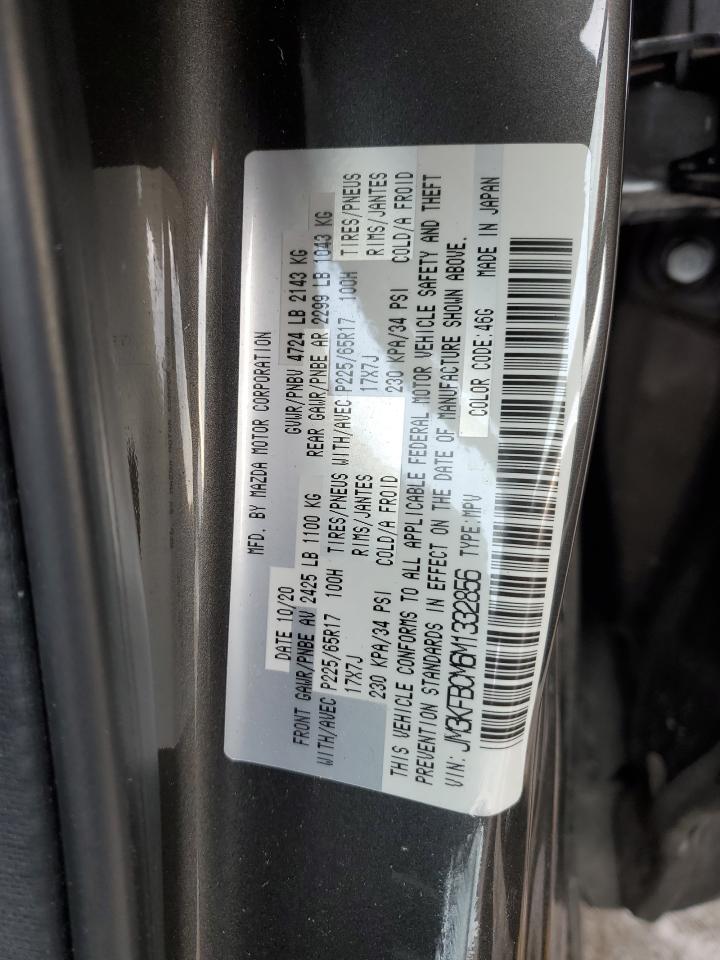 MFD. BY MAZDA MOTOR CORPORATION
DATE 10/20 GVWR/PNBV 4724 LB 2143 KG
FRONT GAWR/PNBE AV 2425 LB 1100 KG REAR GAWR/PNBE AR 2299 LB 1043 KG
WITH/AVEC P225/65R17 100H TIRES/PNEUS WITH/AVEC P225/65R17 100H TIRES/PNEUS
17X7J RIMS/JANTES 17X7J RIMS/JANTES
230 KPA/34 PSI COLD/A FROID 230 KPA/34 PSI COLD/A FROID
THIS VEHICLE CONFORMS TO ALL APPLICABLE FEDERAL MOTOR VEHICLE SAFETY AND THEFT
PREVENTION STANDARDS IN EFFECT ON THE DATE OF MANUFACTURE SHOWN ABOVE.
VIN: JM3KFBCM6M1332856 TYPE:MPV COLOR CODE:46G MADE IN JAPAN